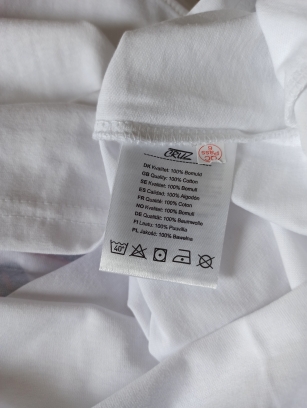 CRUZ
DK Kvalitet: 100% Bomuld
GB Quality: 100% Cotton
SE Kvalitet: 100% Bomull
ES Calidad: 100% Algodón
FR Qualité: 100% Coton
NO Kvalitet: 100% Bomull
DE Qualität: 100% Baumwolle
FI Laatu: 100% Puuvilla
PL Jakość: 100% Bawełna
40°